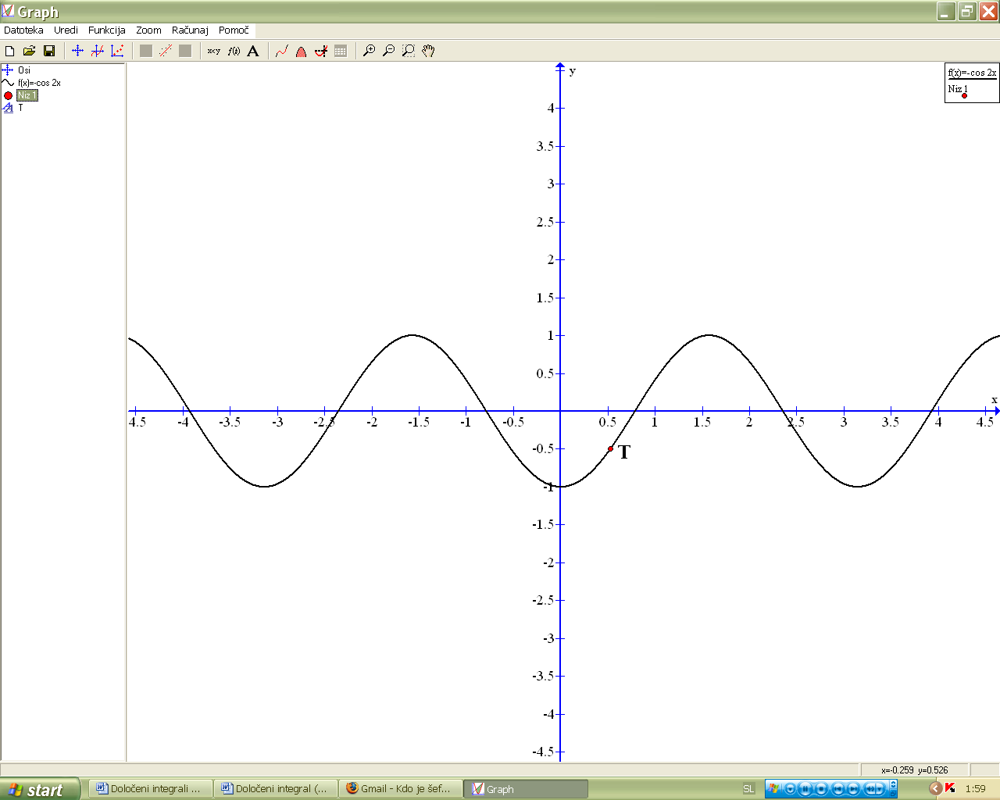 Graph
Datoteka Uredi Funkcija Zoom Računaj Pomoč
x<y f(x) A
Osi
f(x)=-cos 2x
Niz 1
T
f(x)=-cos 2x
Niz 1
y
4
3.5
3
2.5
2
1.5
1
0.5
x
4.5 -4 -3.5 -3 -2.5 -2 -1.5 -1 -0.5 0.5 1 1.5 2 2.5 3 3.5 4 4.5
-0.5
T
-1
-1.5
-2
-2.5
-3
-3.5
-4
-4.5
x=-0.259 y=0.526
start Določeni integrali ... Določeni integral (... Gmail - Kdo je šef... Graph SL 1:59